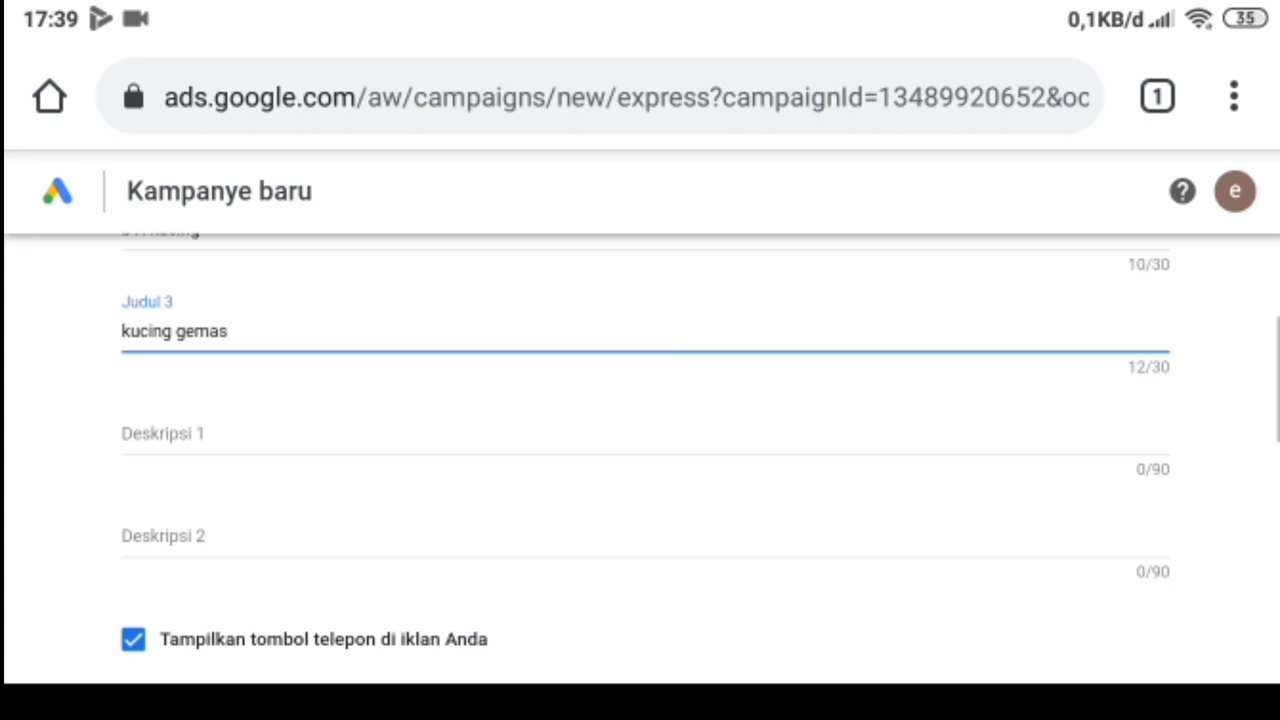 17:39
0,1KB/d
35
ads.google.com/aw/campaigns/new/express?campaignId=13489920652&oc
1
Kampanye baru
e
10/30
Judul 3
kucing gemas
12/30
Deskripsi 1
0/90
Deskripsi 2
0/90
Tampilkan tombol telepon di iklan Anda